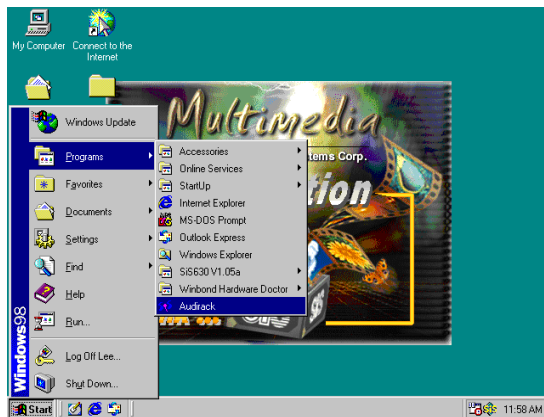 My Computer
Connect to the
Internet
Multimedia
tems Corp.
tion
Windows Update
Programs
Favorites
Documents
Settings
Find
Help
Run...
Log Off Lee...
Shut Down...
Windows98
Accessories
Online Services
StartUp
Internet Explorer
MS-DOS Prompt
Outlook Express
Windows Explorer
SiS630 V1.05a
Winbond Hardware Doctor
Audirack
Start
11:58 AM